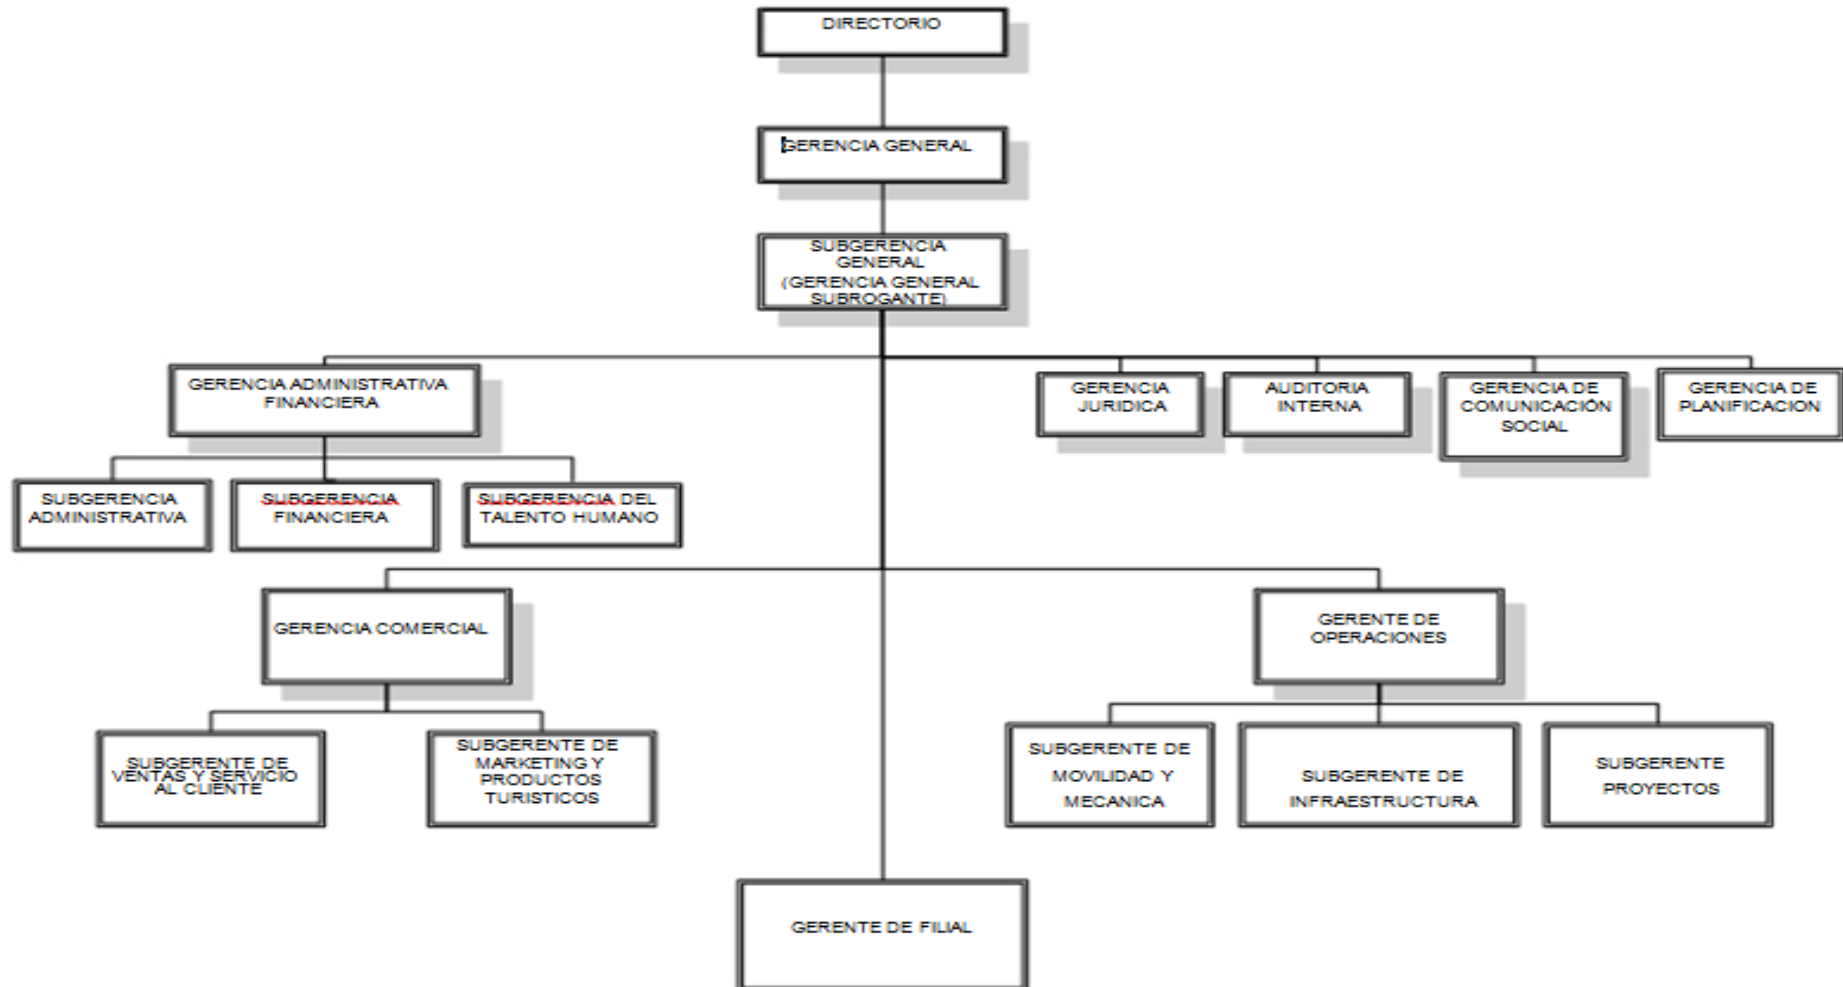 DIRECTORIO
GERENCIA GENERAL
SUBGERENCIA
GENERAL
(GERENCIA GENERAL
SUBROGANTE)
GERENCIA ADMINISTRATIVA
FINANCIERA
GERENCIA
JURIDICA
AUDITORIA
INTERNA
GERENCIA DE
COMUNICACIÓN
SOCIAL
GERENCIA DE
PLANIFICACION
SUBGERENCIA
ADMINISTRATIVA
SUBGERENCIA
FINANCIERA
SUBGERENCIA DEL
TALENTO HUMANO
GERENCIA COMERCIAL
GERENTE DE
OPERACIONES
SUBGERENTE DE
VENTAS Y SERVICIO
AL CLIENTE
SUBGERENTE DE
MARKETING Y
PRODUCTOS
TURISTICOS
SUBGERENTE DE
MOVILIDAD Y
MECANICA
SUBGERENTE DE
INFRAESTRUCTURA
SUBGERENTE
PROYECTOS
GERENTE DE FILIAL